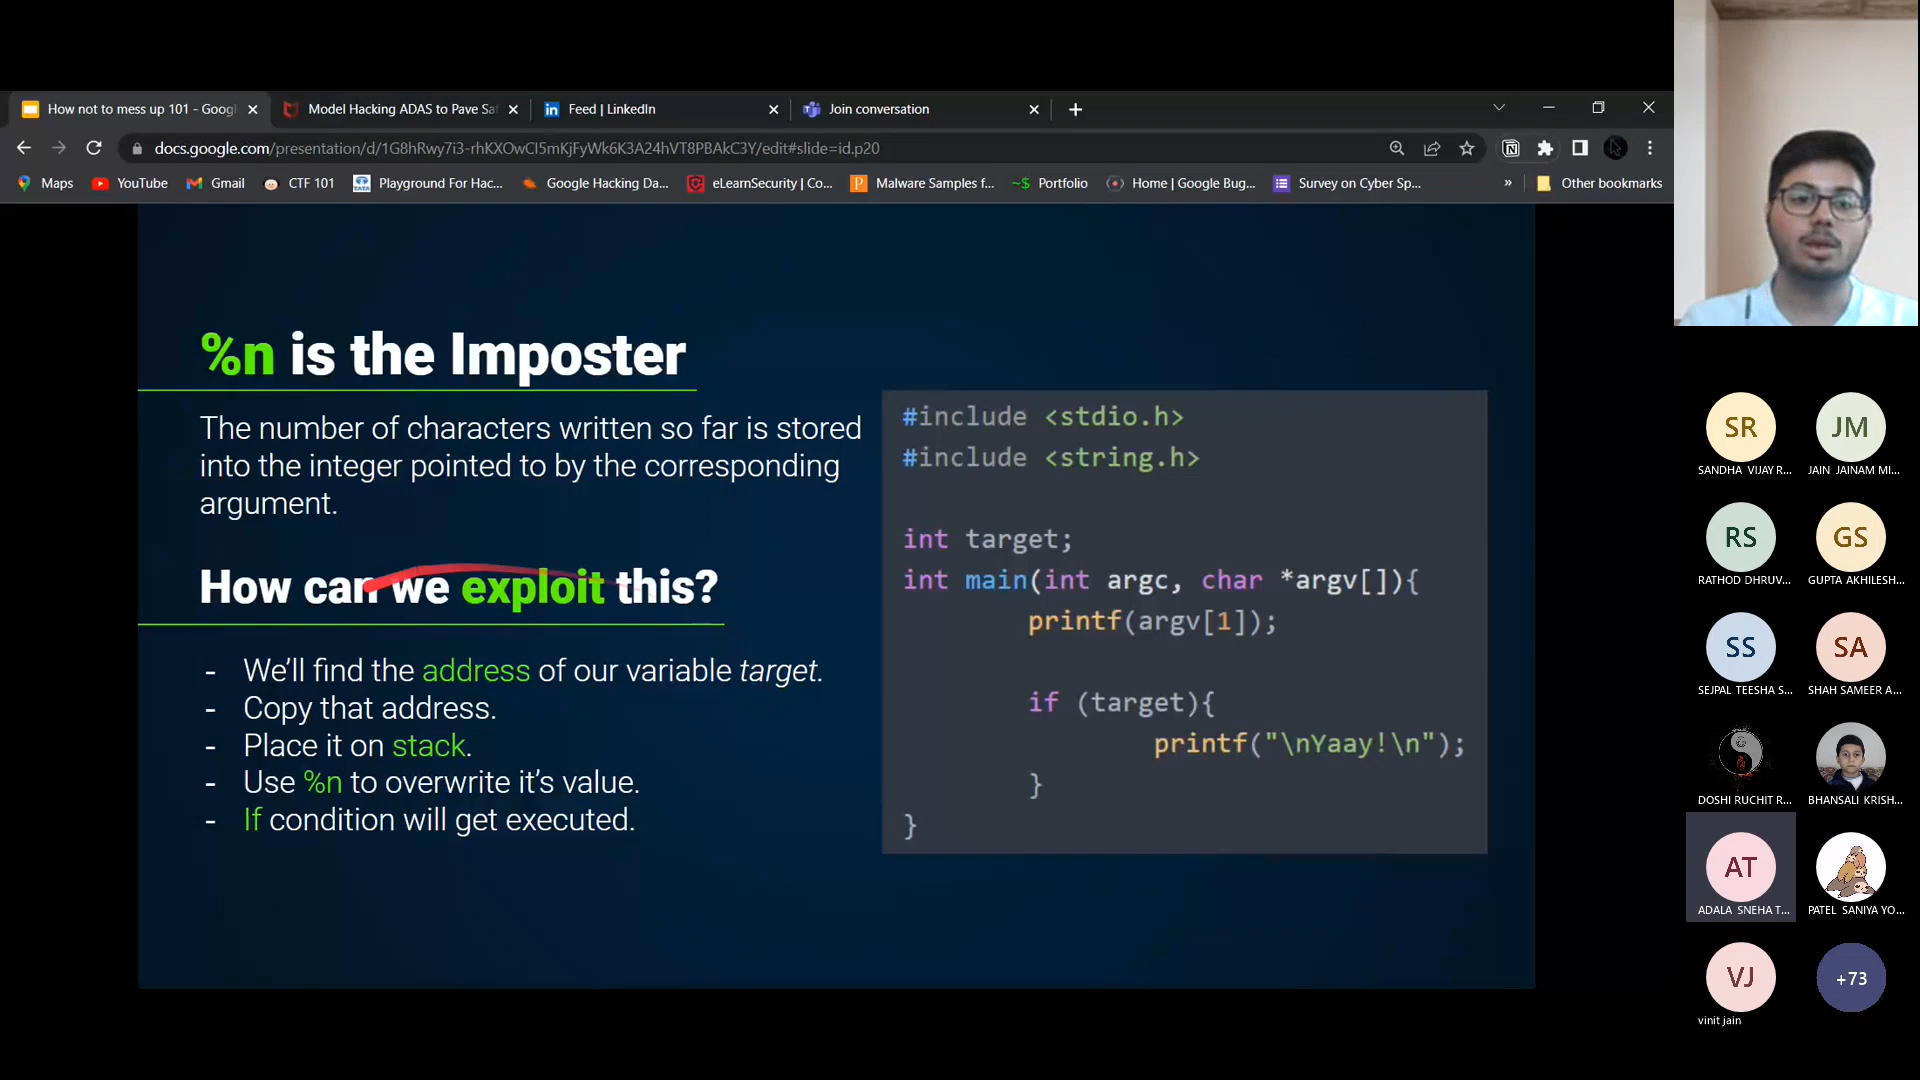 How not to mess up 101 - Goog
Model Hacking ADAS to Pave Saf
Feed | LinkedIn
Join conversation
docs.google.com/presentation/d/1G8hRwy7i3-rhKXOwCI5mKjFyWk6K3A24hVT8PBAkC3Y/edit#slide=id.p20
Maps
YouTube
Gmail
CTF 101
Playground For Hac...
Google Hacking Da...
eLearnSecurity | Co...
Malware Samples f...
~$ Portfolio
Home | Google Bug...
Survey on Cyber Sp...
»
Other bookmarks
%n is the Imposter
The number of characters written so far is stored
into the integer pointed to by the corresponding
argument.
How can we exploit this?
- We'll find the address of our variable target.
- Copy that address.
- Place it on stack.
- Use %n to overwrite it's value.
- If condition will get executed.
#include <stdio.h>
#include <string.h>
int target;
int main(int argc, char *argv[]){
printf(argv[1]);
if (target){
printf("\nYaay!\n");
}
}
SR
SANDHA VIJAY R...
JM
JAIN JAINAM MI...
RS
RATHOD DHRUV...
GS
GUPTA AKHILESH...
SS
SEJPAL TEESHA S...
SA
SHAH SAMEER A...
DOSHI RUCHIT R...
BHANSALI KRISH...
AT
ADALA SNEHA T...
PATEL SANIYA YO...
VJ
vinit jain
+73